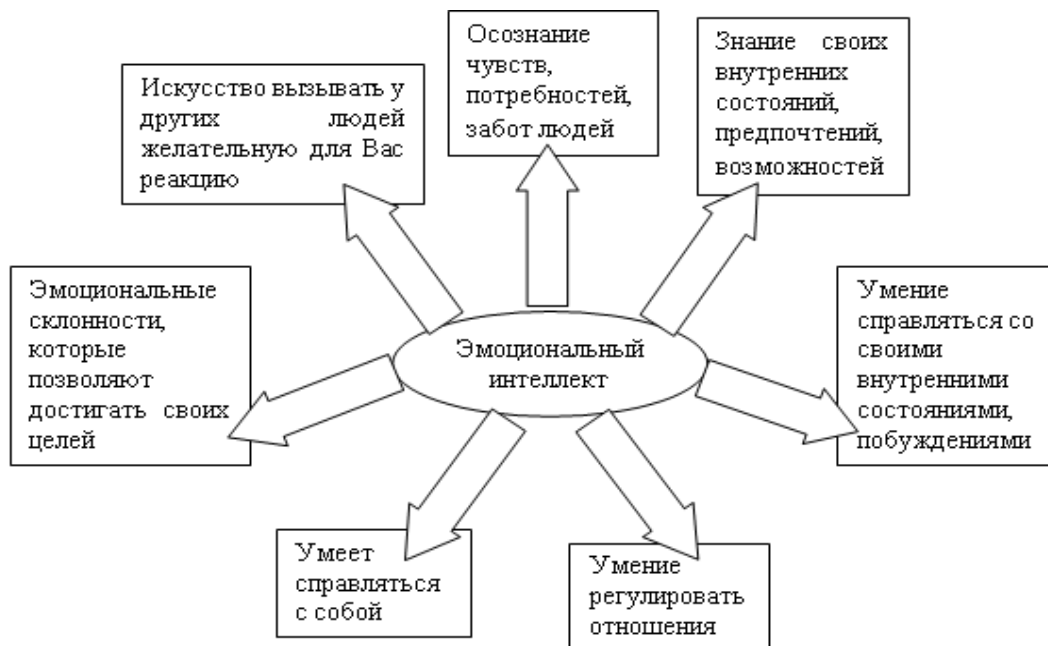 Осознание
чувств,
потребностей,
забот людей
Знание своих
внутренних
состояний,
предпочтений,
возможностей
Искусство вызывать у
других людей
желательную для Вас
реакцию
Эмоциональные
склонности,
которые
позволяют
достигать своих
целей
Эмоциональный
интеллект
Умение
справляться со
своими
внутренними
состояниями,
побуждениями
Умеет
справляться
с собой
Умение
регулировать
отношения